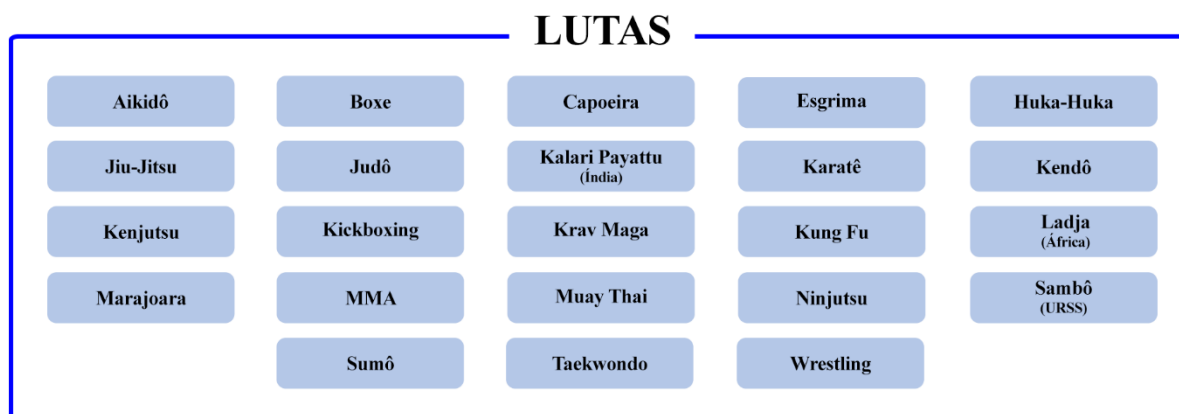 LUTAS
Aikidô
Boxe
Capoeira
Esgrima
Huka-Huka
Jiu-Jitsu
Judô
Kalari Payattu
(Índia)
Karatê
Kendô
Kenjutsu
Kickboxing
Krav Maga
Kung Fu
Ladja
(África)
Marajoara
MMA
Muay Thai
Ninjutsu
Sambô
(URSS)
Sumô
Taekwondo
Wrestling